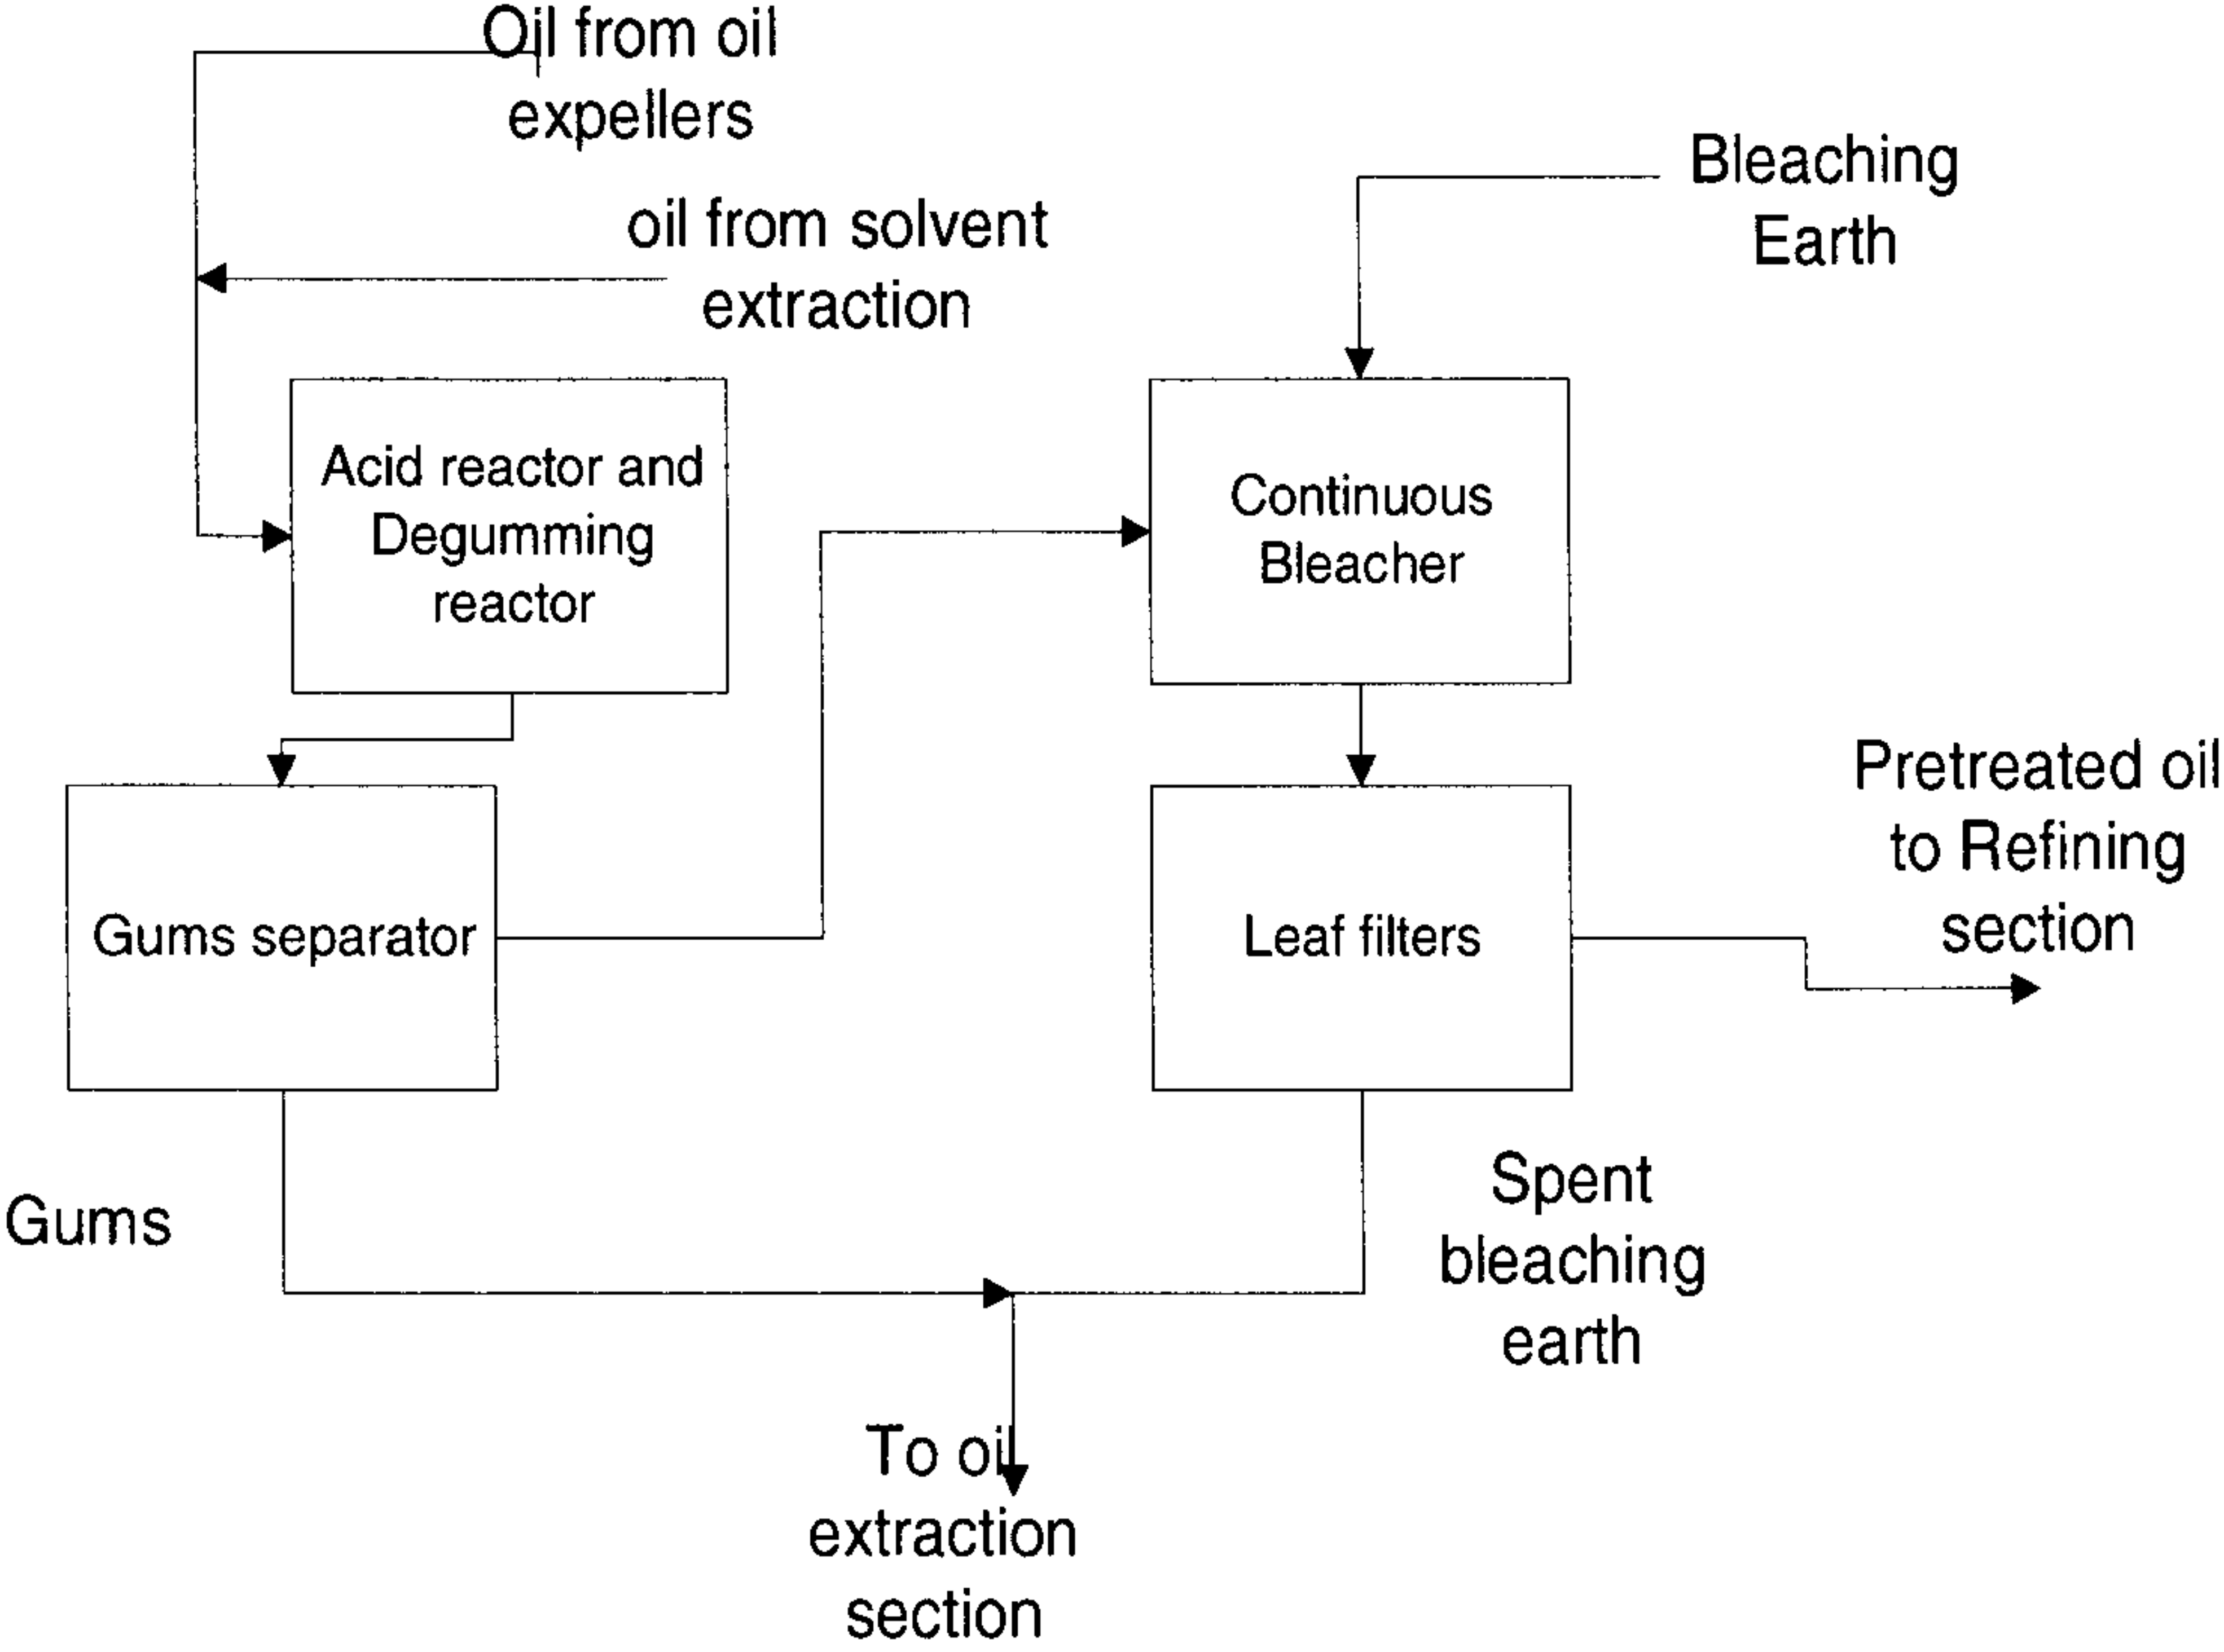 Oil from oil
expellers
oil from solvent
extraction
Bleaching
Earth
Acid reactor and
Degumming
reactor
Continuous
Bleacher
Gums separator
Leaf filters
Pretreated oil
to Refining
section
Gums
Spent
bleaching
earth
To oil
extraction
section